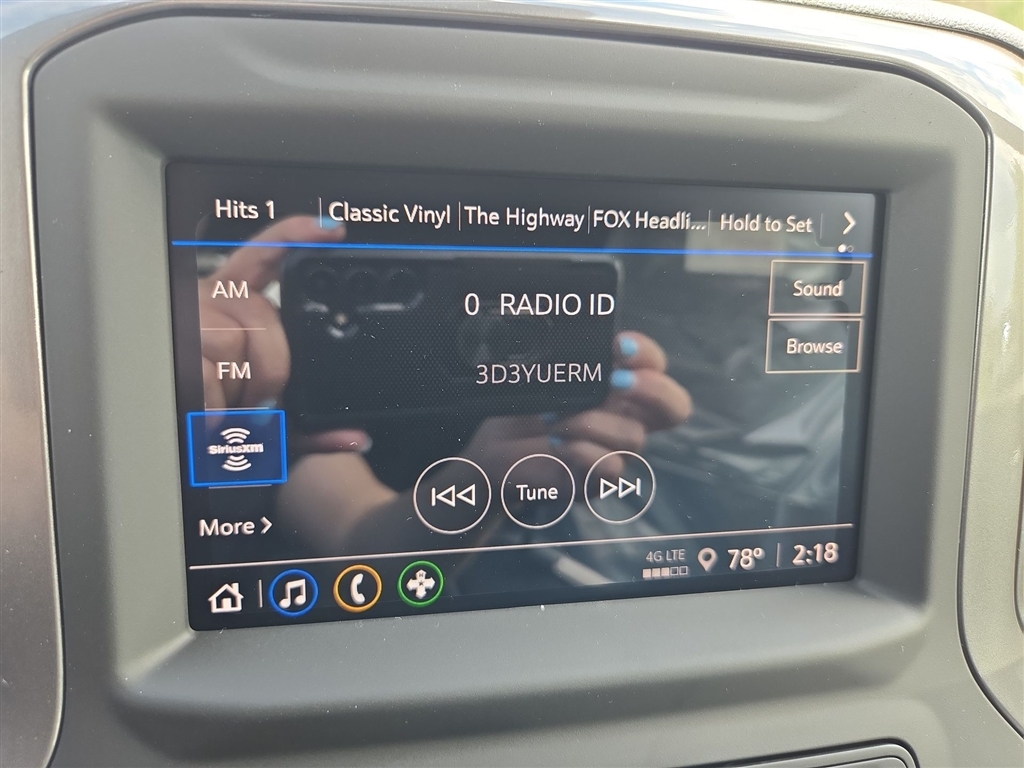 Hits 1 Classic Vinyl The Highway FOX Headli... Hold to Set
AM
0 RADIO ID
Sound
Browse
FM
3D3YUERM
SiriusXM
Tune
More
4G LTE
78° 2:18